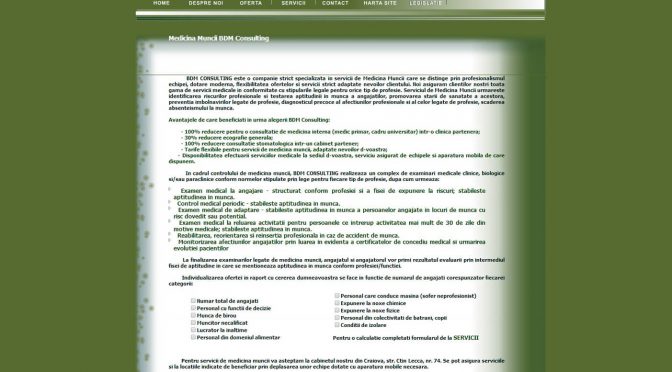 HOME DESPRE NOI OFERTA SERVICII CONTACT HARTA SITE LEGISLATIE
Medicina Muncii BDM Consulting
BDM CONSULTING este o companie strict specializata in servicii de Medicina Muncii care se distinge prin profesionalismul
echipei, dotare moderna, flexibilitatea ofertelor si servicii strict adaptate nevoilor clientului. Noi asiguram clientilor nostri toata
gama de servicii medicale in conformitate cu stipularile legale pentru orice tip de profesie. Serviciul de Medicina Muncii urmareste
identificarea riscurilor profesionale si testarea aptitudinii in munca a angajatilor, promovarea starii de sanatate a acestora,
preventia imbolnavirilor legate de profesie, diagnosticul precoce al afectiunilor profesionale si al celor legate de profesie, scaderea
absenteismului la munca.
Avantajele de care beneficiati in urma alegerii BDM Consulting:
- 100% reducere pentru o consultatie de medicina interna (medic primar, cadru universitar) intr-o clinica partenera;
- 30% reducere ecografie generala;
- 100% reducere consultatie stomatologica intr-un cabinet partener;
- Tarife flexibile pentru servicii de medicina muncii, adaptate nevoilor d-voastra;
- Disponibilitatea efectuarii serviciilor medicale la sediul d-voastra, serviciu asigurat de echipele si aparatura mobila de care
dispunem.
In cadrul controlului de medicina muncii, BDM CONSULTING realizeaza un complex de examinari medicale clinice, biologice
si/sau paraclinice conform normelor stipulate prin lege pentru fiecare tip de profesie, dupa cum urmeaza:
Examen medical la angajare - structurat conform profesiei si a fisei de expunere la riscuri; stabileste
aptitudinea in munca.
Control medical periodic - stabileste aptitudinea in munca.
Examen medical de adaptare - stabileste aptitudinea in munca a persoanelor angajate in locuri de munca cu
risc dovedit sau potential.
Examen medical la reluarea activitatii pentru persoanele ce intrerup activitatea mai mult de 30 de zile din
motive medicale; stabileste aptitudinea in munca.
Reabilitarea, reorientarea si reinsertia profesionala in caz de accident de munca.
Monitorizarea afectiunilor angajatilor prin luarea in evidenta a certificatelor de concediu medical si urmarirea
evolutiei pacientilor
La finalizarea examinarilor legate de medicina muncii, angajatul si angajatorul vor primi rezultatul evaluarii prin intermediul
fisei de aptitudine in care se mentioneaza aptitudinea in munca conform profesiei/functiei.
Individualizarea ofertei in raport cu cererea dumneavoastra se face in functie de numarul de angajati corespunzator fiecarei
categorii:
Numar total de angajati
Personal cu functii de decizie
Munca de birou
Muncitor necalificat
Lucrator la inaltime
Personal din domeniul alimentar
Personal care conduce masina (sofer neprofesionist)
Expunere la noxe chimice
Expunere la noxe fizice
Personal din colectivitati de batrani, copii
Conditii de izolare
Pentru o calculatie completati formularul de la SERVICII
Pentru servicii de medicina muncii va asteptam la cabinetul nostru din Craiova, str. Ctin Lecca, nr. 74. Se pot asigura serviciile
si la locatiile indicate de beneficiar prin deplasarea unor echipe dotate cu aparatura mobila necesara.